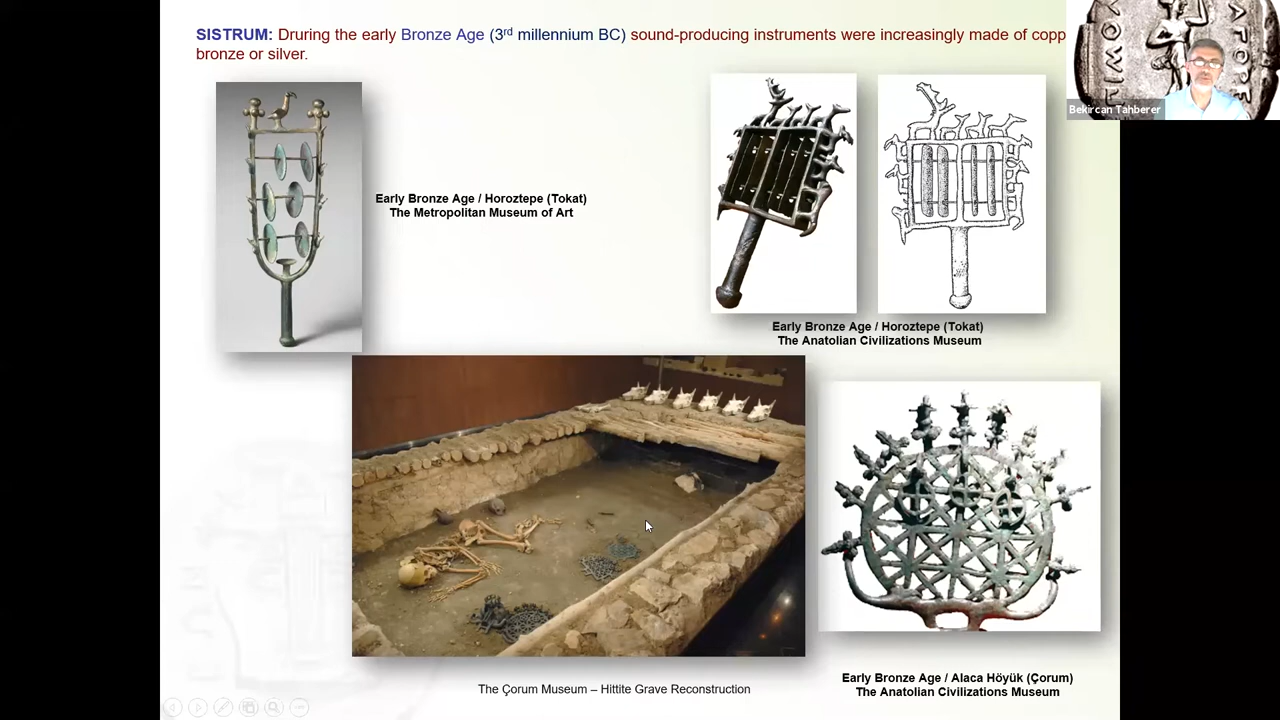 SISTRUM: Druring the early Bronze Age (3rd millennium BC) sound-producing instruments were increasingly made of copp
bronze or silver.
Bekircan Tahberer
Early Bronze Age / Horoztepe (Tokat)
The Metropolitan Museum of Art
Early Bronze Age / Horoztepe (Tokat)
The Anatolian Civilizations Museum
The Çorum Museum – Hittite Grave Reconstruction
Early Bronze Age / Alaca Höyük (Çorum)
The Anatolian Civilizations Museum